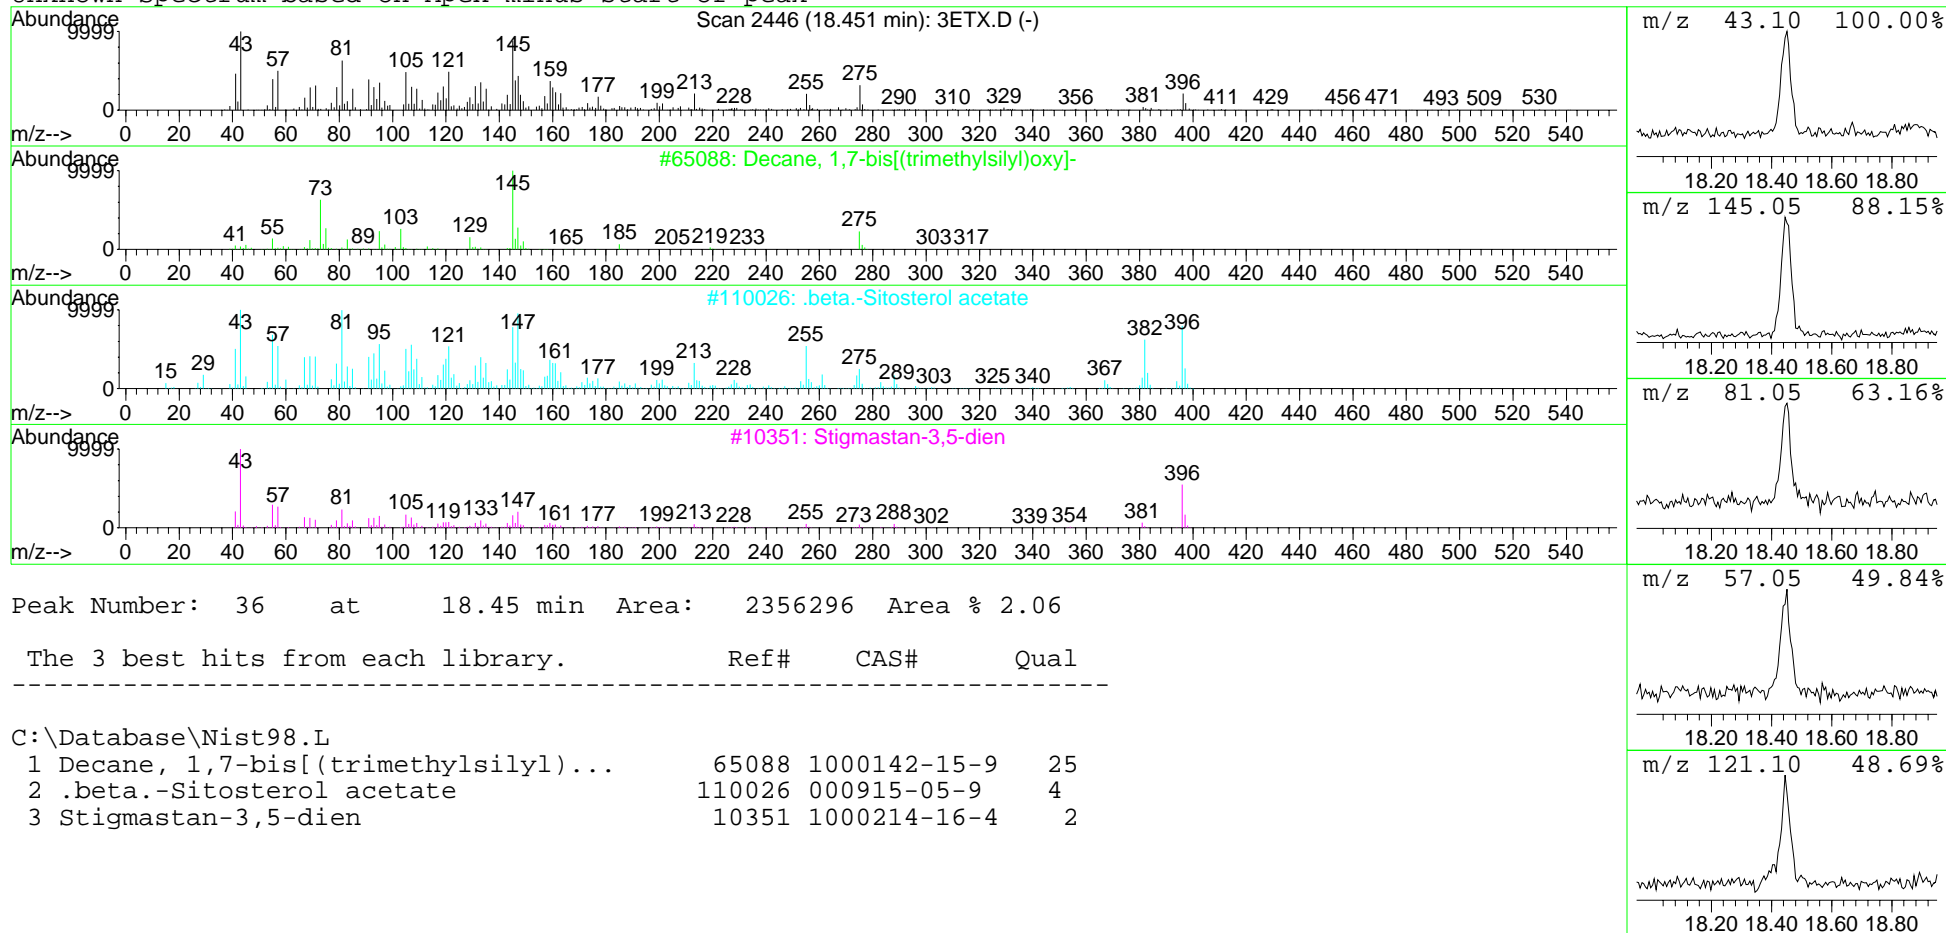 Unknown Spectrum based on Apex minus start of peak
Abundance
Scan 2446 (18.451 min): 3ETX.D (-)
9999
43 57 81 105 121 145 159 177 199 213 228 255 275 290 310 329 356 381 396 411 429 456 471 493 509 530
0
0 20 40 60 80 100 120 140 160 180 200 220 240 260 280 300 320 340 360 380 400 420 440 460 480 500 520 540
m/z-->
Abundance
#65088: Decane, 1,7-bis[(trimethylsilyl)oxy]-
9999
41 55 73 89 103 129 145 165 185 205 219 233 275 303 317
0
0 20 40 60 80 100 120 140 160 180 200 220 240 260 280 300 320 340 360 380 400 420 440 460 480 500 520 540
m/z-->
Abundance
#110026: .beta.-Sitosterol acetate
9999
15 29 43 57 81 95 121 147 161 177 199 213 228 255 275 289 303 325 340 367 382 396
0
0 20 40 60 80 100 120 140 160 180 200 220 240 260 280 300 320 340 360 380 400 420 440 460 480 500 520 540
m/z-->
Abundance
#10351: Stigmastan-3,5-dien
9999
43 57 81 105 119 133 147 161 177 199 213 228 255 273 288 302 339 354 381 396
0
0 20 40 60 80 100 120 140 160 180 200 220 240 260 280 300 320 340 360 380 400 420 440 460 480 500 520 540
m/z-->
m/z 43.10 100.00%
18.20 18.40 18.60 18.80
m/z 145.05 88.15%
18.20 18.40 18.60 18.80
m/z 81.05 63.16%
18.20 18.40 18.60 18.80
m/z 57.05 49.84%
18.20 18.40 18.60 18.80
m/z 121.10 48.69%
18.20 18.40 18.60 18.80
Peak Number: 36 at 18.45 min Area: 2356296 Area % 2.06
The 3 best hits from each library. Ref# CAS# Qual
---------------------------------------------------------------------
C:\Database\Nist98.L
1 Decane, 1,7-bis[(trimethylsilyl)... 65088 1000142-15-9 25
2 .beta.-Sitosterol acetate 110026 000915-05-9 4
3 Stigmastan-3,5-dien 10351 1000214-16-4 2